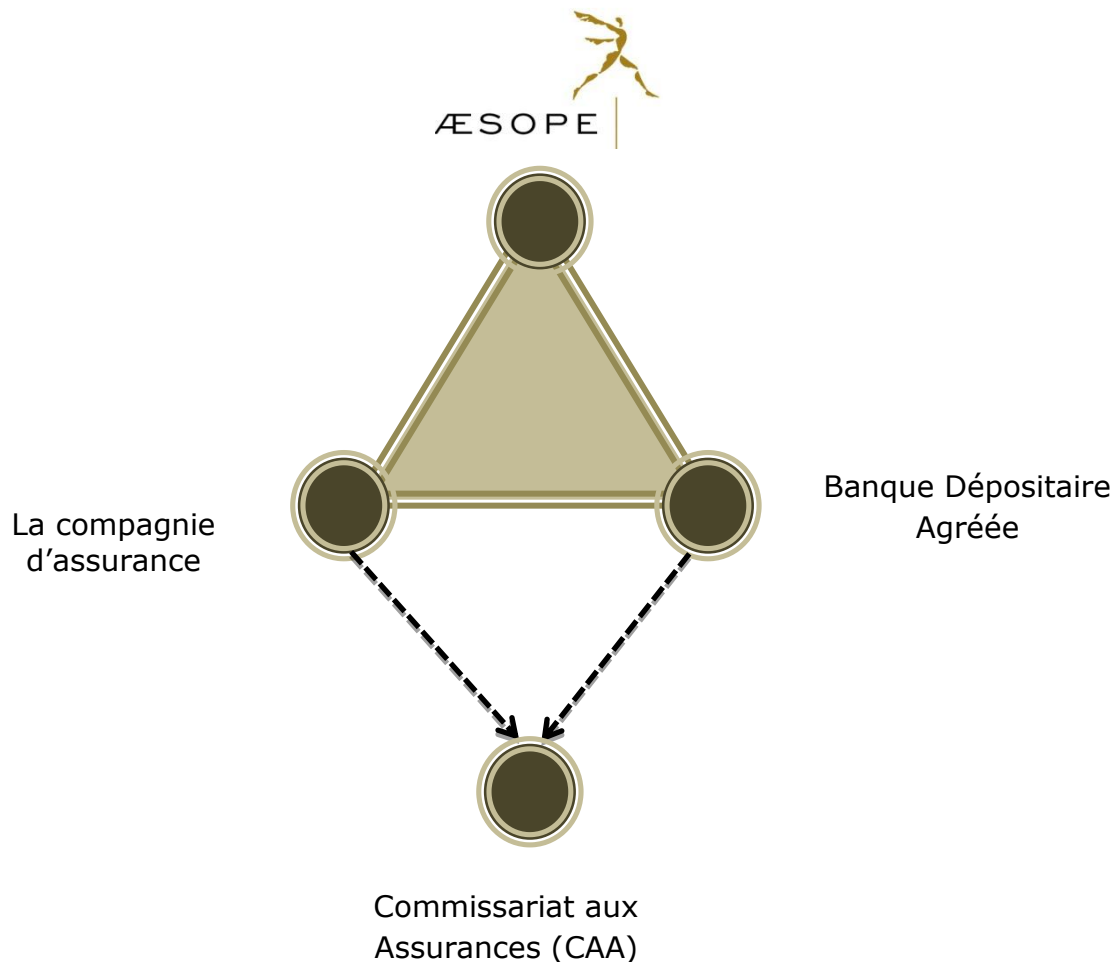 ÆSOPE
Banque Dépositaire
Agréée
La compagnie
d’assurance
Commissariat aux
Assurances (CAA)